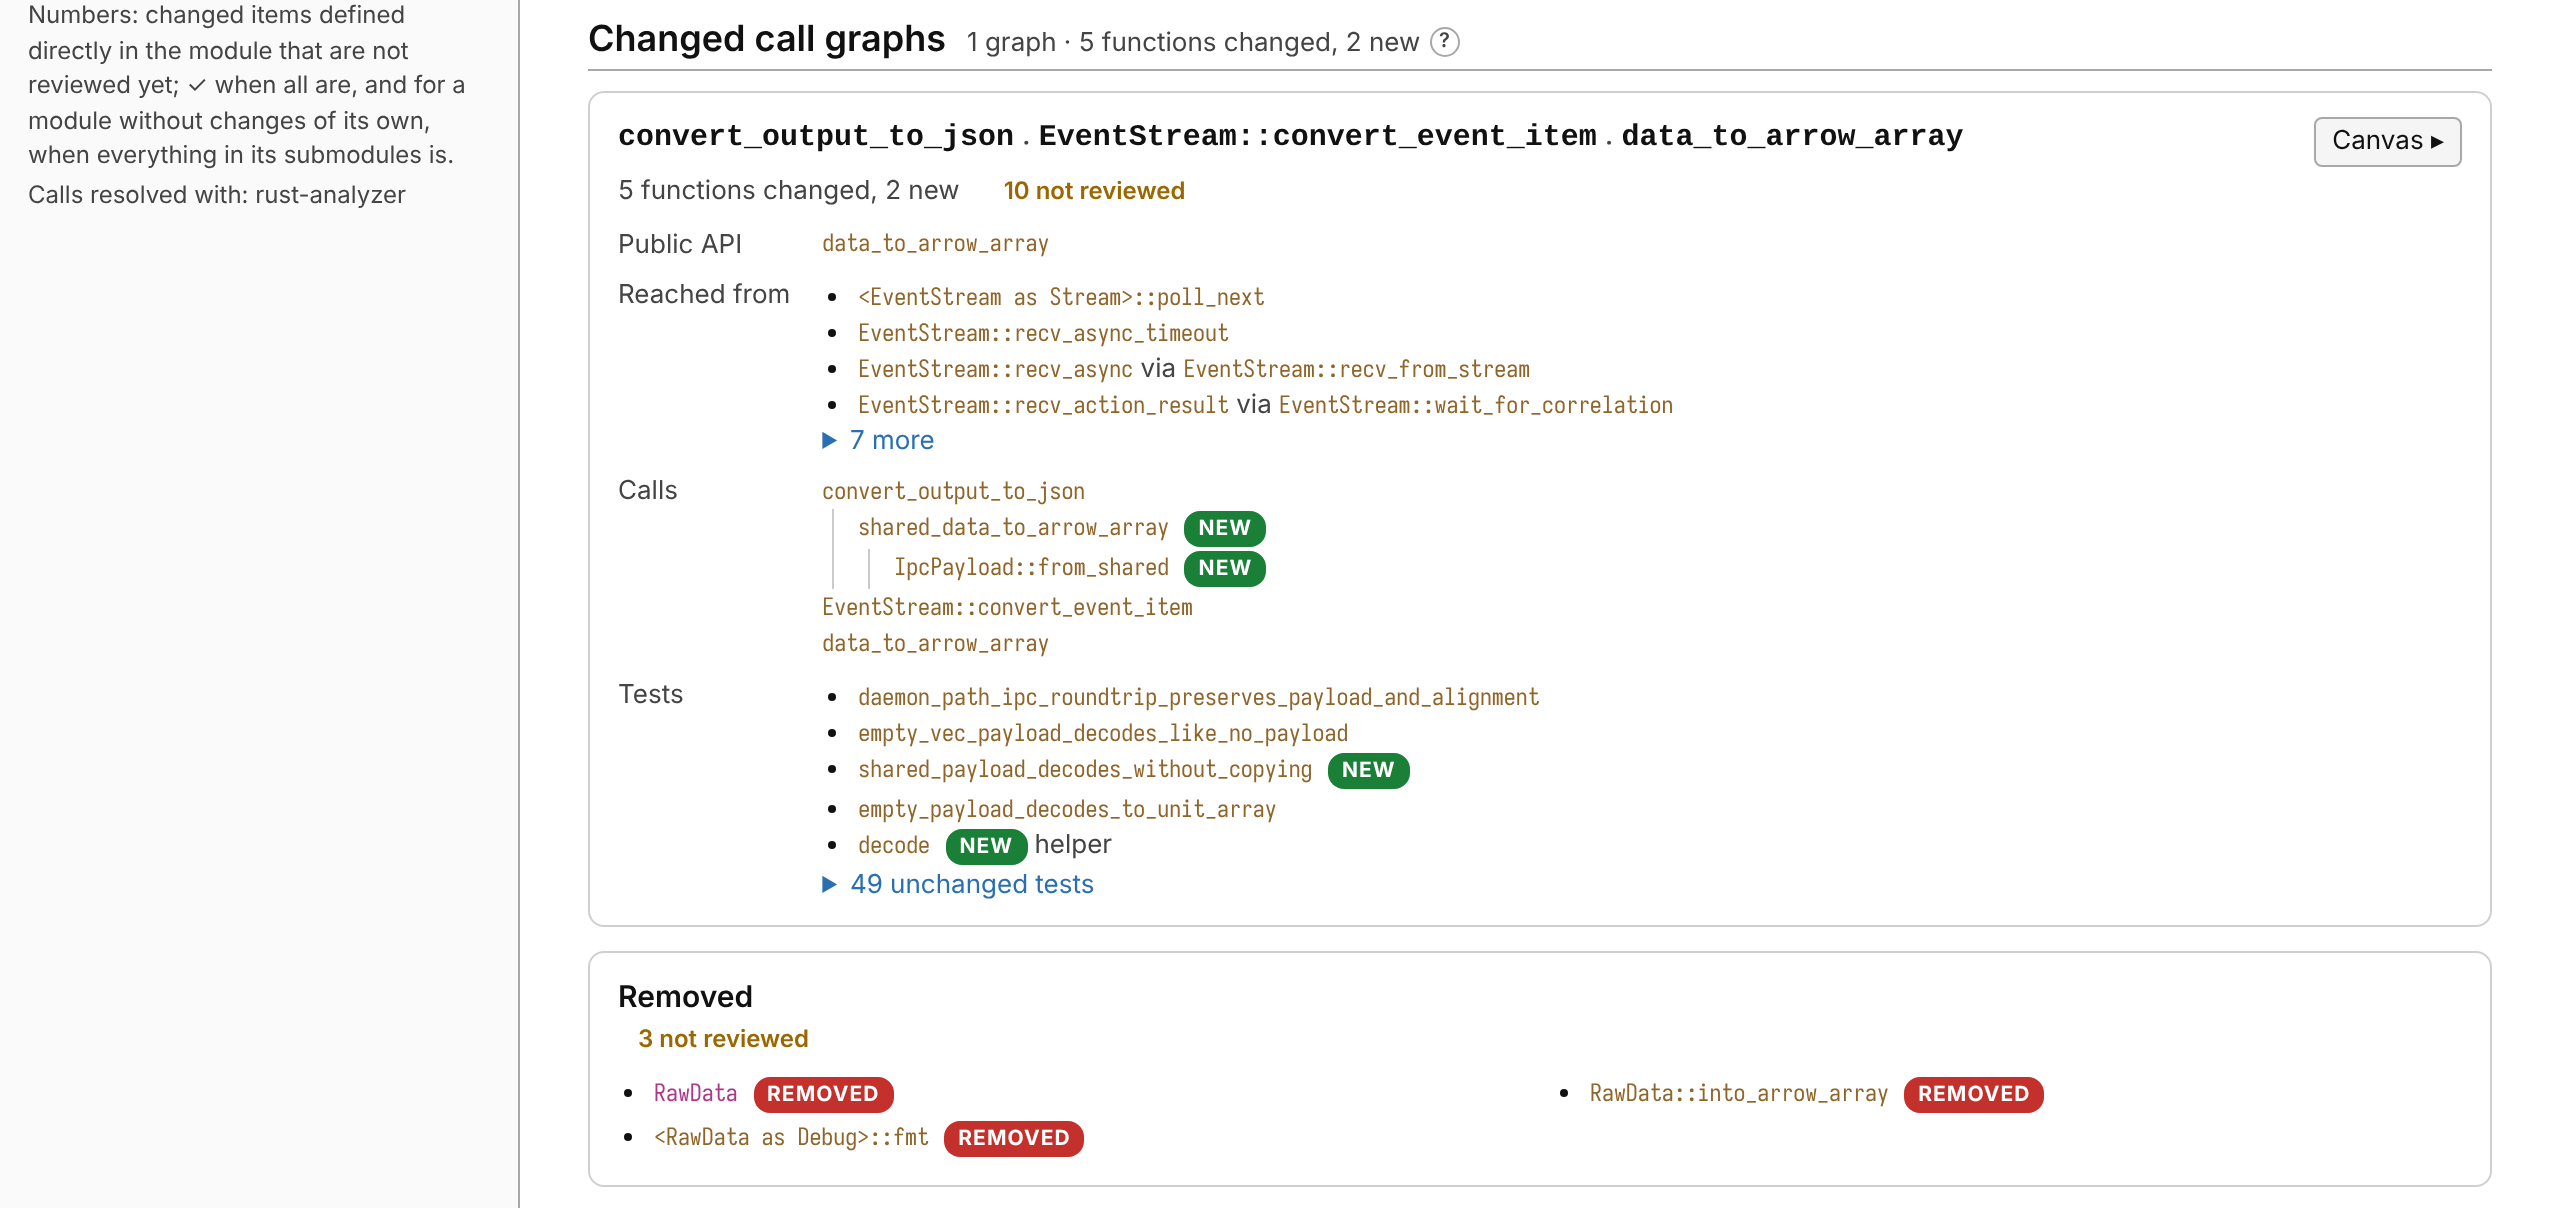 Numbers: changed items defined
directly in the module that are not
reviewed yet; ✓ when all are, and for a
module without changes of its own,
when everything in its submodules is.
Calls resolved with: rust-analyzer
Changed call graphs 1 graph · 5 functions changed, 2 new ?
convert_output_to_json . EventStream::convert_event_item . data_to_arrow_array
Canvas ▸
5 functions changed, 2 new 10 not reviewed
Public API data_to_arrow_array
Reached from
• <EventStream as Stream>::poll_next
• EventStream::recv_async_timeout
• EventStream::recv_async via EventStream::recv_from_stream
• EventStream::recv_action_result via EventStream::wait_for_correlation
▶ 7 more
Calls
convert_output_to_json
shared_data_to_arrow_array NEW
IpcPayload::from_shared NEW
EventStream::convert_event_item
data_to_arrow_array
Tests
• daemon_path_ipc_roundtrip_preserves_payload_and_alignment
• empty_vec_payload_decodes_like_no_payload
• shared_payload_decodes_without_copying NEW
• empty_payload_decodes_to_unit_array
• decode NEW helper
▶ 49 unchanged tests
Removed
3 not reviewed
• RawData REMOVED
• <RawData as Debug>::fmt REMOVED
• RawData::into_arrow_array REMOVED